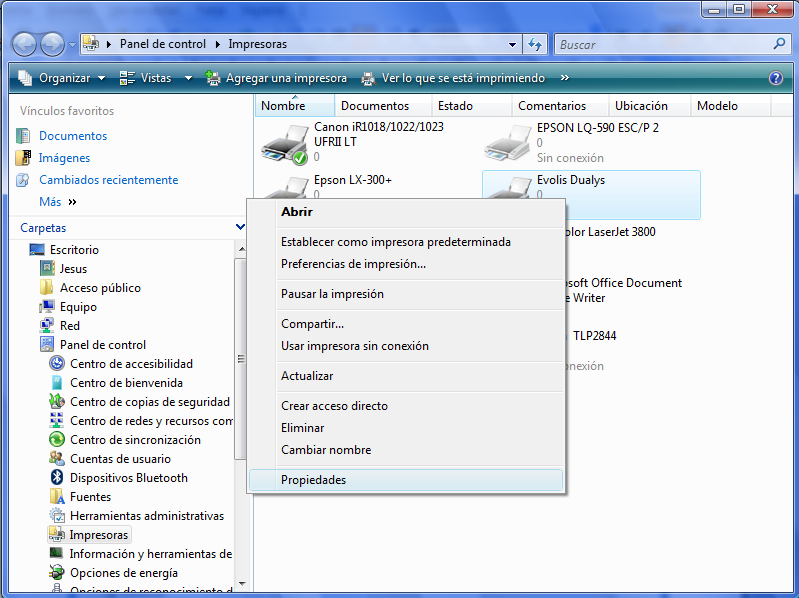 Panel de control
Impresoras
Buscar
Organizar
Vistas
Agregar una impresora
Ver lo que se está imprimiendo
»
?
Vínculos favoritos
Documentos
Imágenes
Cambiados recientemente
Más »
Carpetas
Escritorio
Jesus
Acceso público
Equipo
Red
Panel de control
Centro de accesibilidad
Centro de bienvenida
Centro de copias de seguridad
Centro de redes y recursos com
Centro de sincronización
Cuentas de usuario
Dispositivos Bluetooth
Fuentes
Herramientas administrativas
Impresoras
Información y herramientas de
Opciones de energía
Opciones de reconocimiento d
Nombre
Documentos
Estado
Comentarios
Ubicación
Modelo
Canon iR1018/1022/1023
UFRII LT
0
EPSON LQ-590 ESC/P 2
0
Sin conexión
Epson LX-300+
0
Evolis Dualys
0
olor LaserJet 3800
osoft Office Document
e Writer
TLP2844
onexión
Abrir
Establecer como impresora predeterminada
Preferencias de impresión...
Pausar la impresión
Compartir...
Usar impresora sin conexión
Actualizar
Crear acceso directo
Eliminar
Cambiar nombre
Propiedades